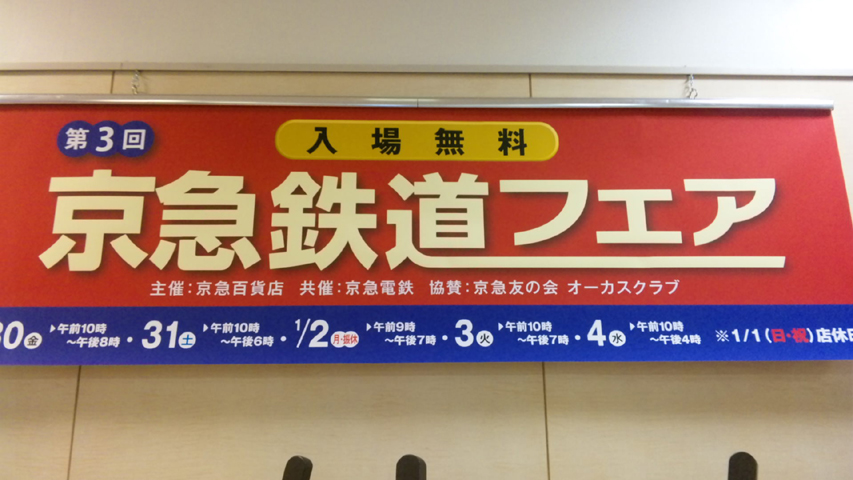 第3回
入場無料
京急鉄道フェア
主催:京急百貨店 共催:京急電鉄 協賛:京急友の会 オーカスクラブ
30金 ▶午前10時〜午後8時・31土 ▶午前10時〜午後6時・1/2月・振休 ▶午前9時〜午後7時・3火 ▶午前10時〜午後7時・4水 ▶午前10時〜午後4時 ※1/1(日・祝)店休日